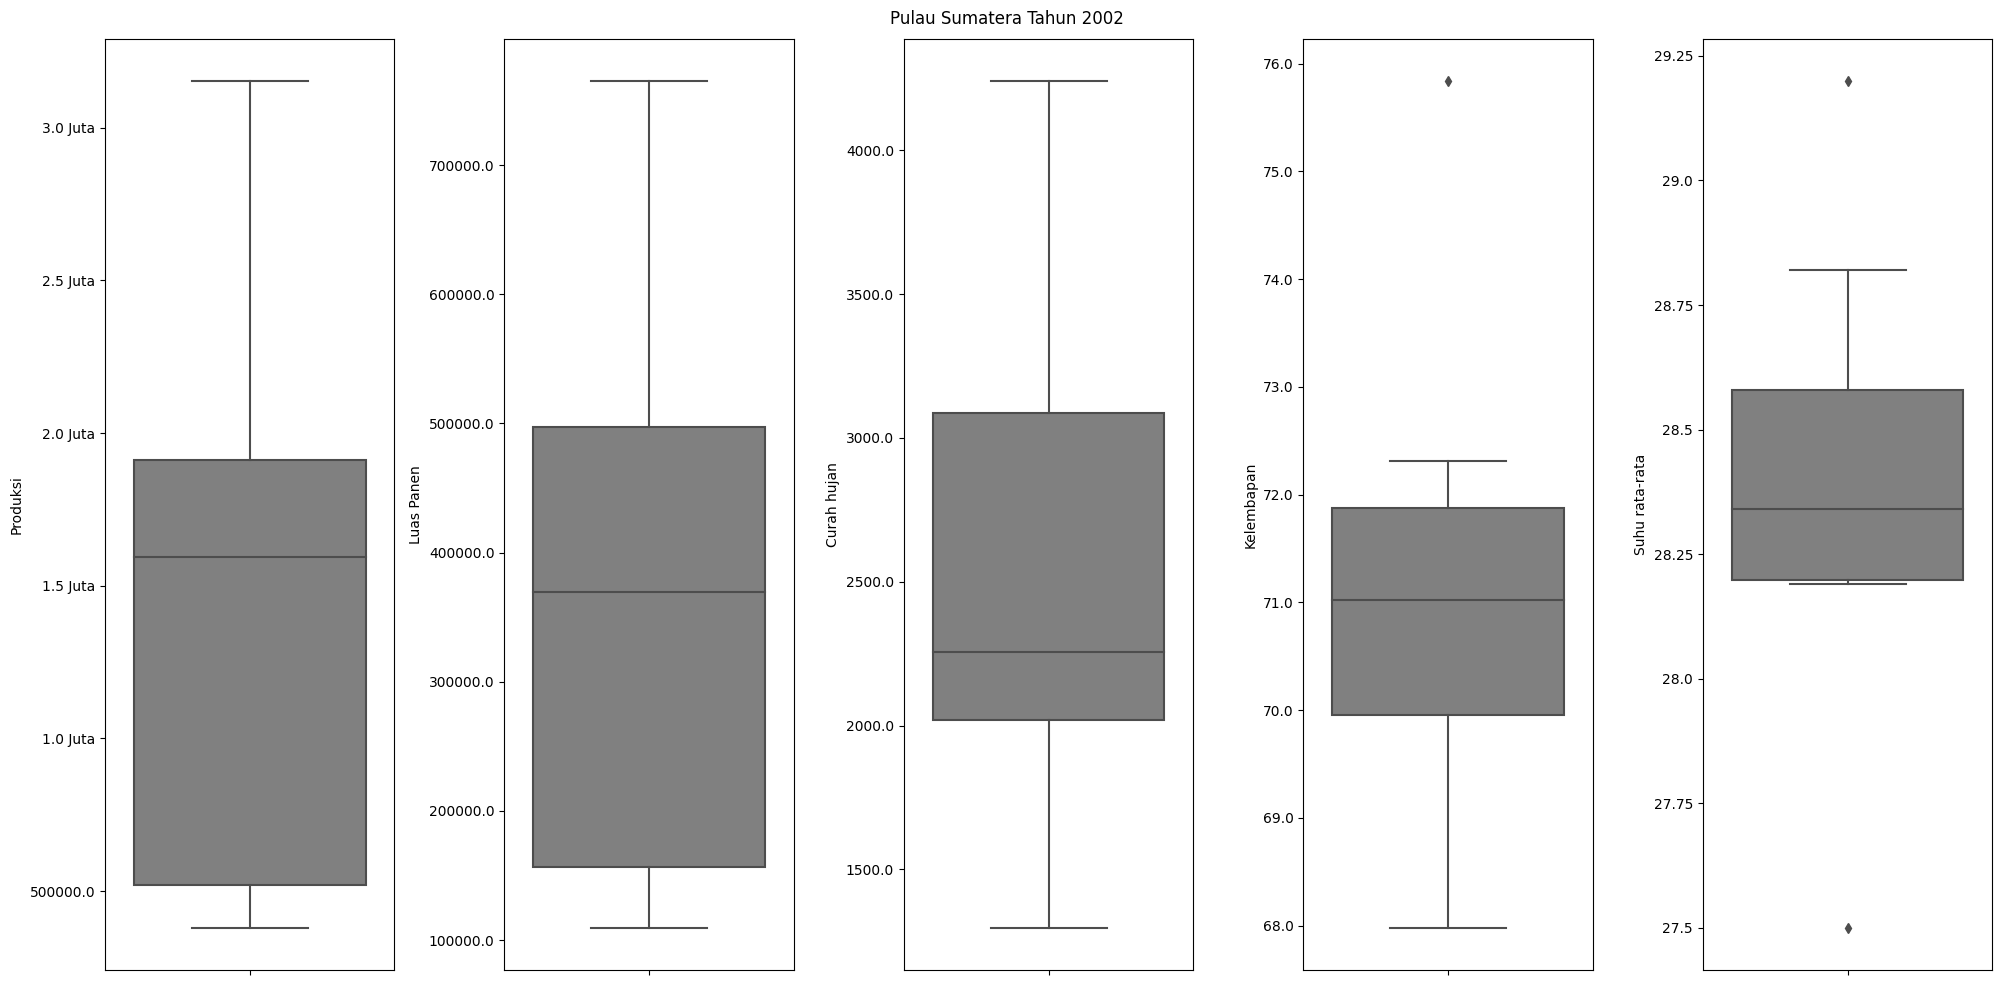 Pulau Sumatera Tahun 2002
Produksi
3.0 Juta
2.5 Juta
2.0 Juta
1.5 Juta
1.0 Juta
500000.0
Luas Panen
700000.0
600000.0
500000.0
400000.0
300000.0
200000.0
100000.0
Curah hujan
4000.0
3500.0
3000.0
2500.0
2000.0
1500.0
Kelembapan
76.0
75.0
74.0
73.0
72.0
71.0
70.0
69.0
68.0
Suhu rata-rata
29.25
29.0
28.75
28.5
28.25
28.0
27.75
27.5